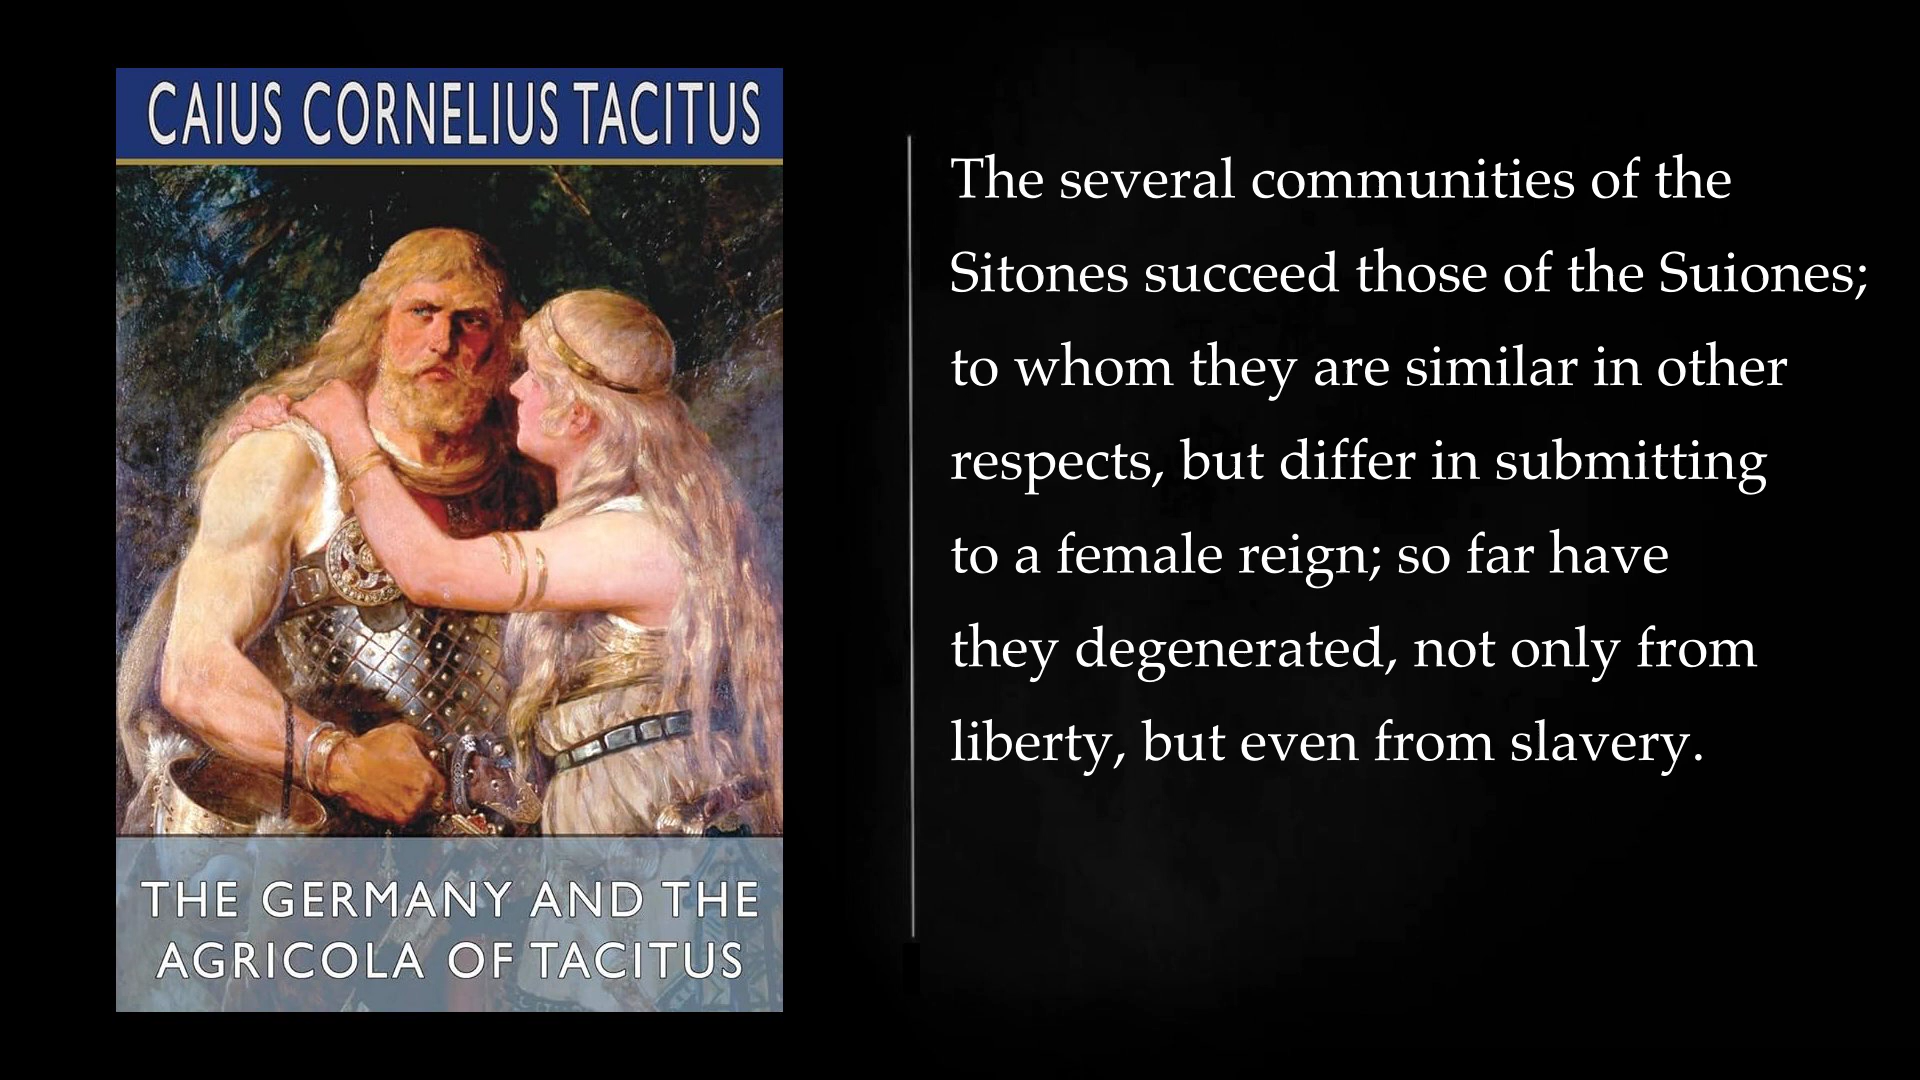 CAIUS CORNELIUS TACITUS
THE GERMANY AND THE
AGRICOLA OF TACITUS
The several communities of the
Sitones succeed those of the Suiones;
to whom they are similar in other
respects, but differ in submitting
to a female reign; so far have
they degenerated, not only from
liberty, but even from slavery.